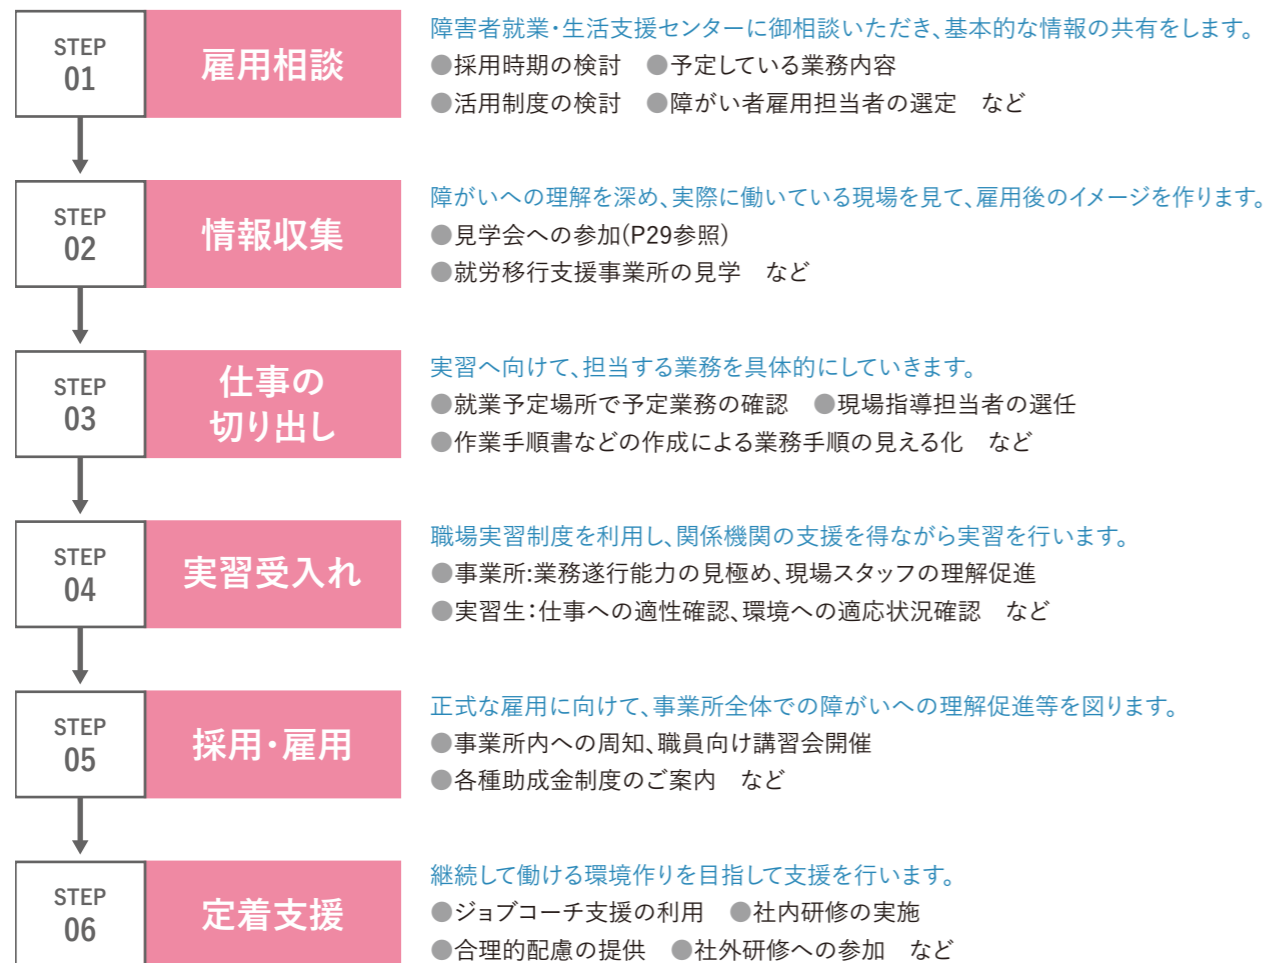 STEP
01
雇用相談
障害者就業・生活支援センターに御相談いただき、基本的な情報の共有をします。
●採用時期の検討　●予定している業務内容
●活用制度の検討　●障がい者雇用担当者の選定　など
STEP
02
情報収集
障がいへの理解を深め、実際に働いている現場を見て、雇用後のイメージを作ります。
●見学会への参加(P29参照)
●就労移行支援事業所の見学　など
STEP
03
仕事の
切り出し
実習へ向けて、担当する業務を具体的にしていきます。
●就業予定場所で予定業務の確認　●現場指導担当者の選任
●作業手順書などの作成による業務手順の見える化　など
STEP
04
実習受入れ
職場実習制度を利用し、関係機関の支援を得ながら実習を行います。
●事業所:業務遂行能力の見極め、現場スタッフの理解促進
●実習生：仕事への適性確認、環境への適応状況確認　など
STEP
05
採用・雇用
正式な雇用に向けて、事業所全体での障がいへの理解促進等を図ります。
●事業所内への周知、職員向け講習会開催
●各種助成金制度のご案内　など
STEP
06
定着支援
継続して働ける環境作りを目指して支援を行います。
●ジョブコーチ支援の利用　●社内研修の実施
●合理的配慮の提供　●社外研修への参加　など